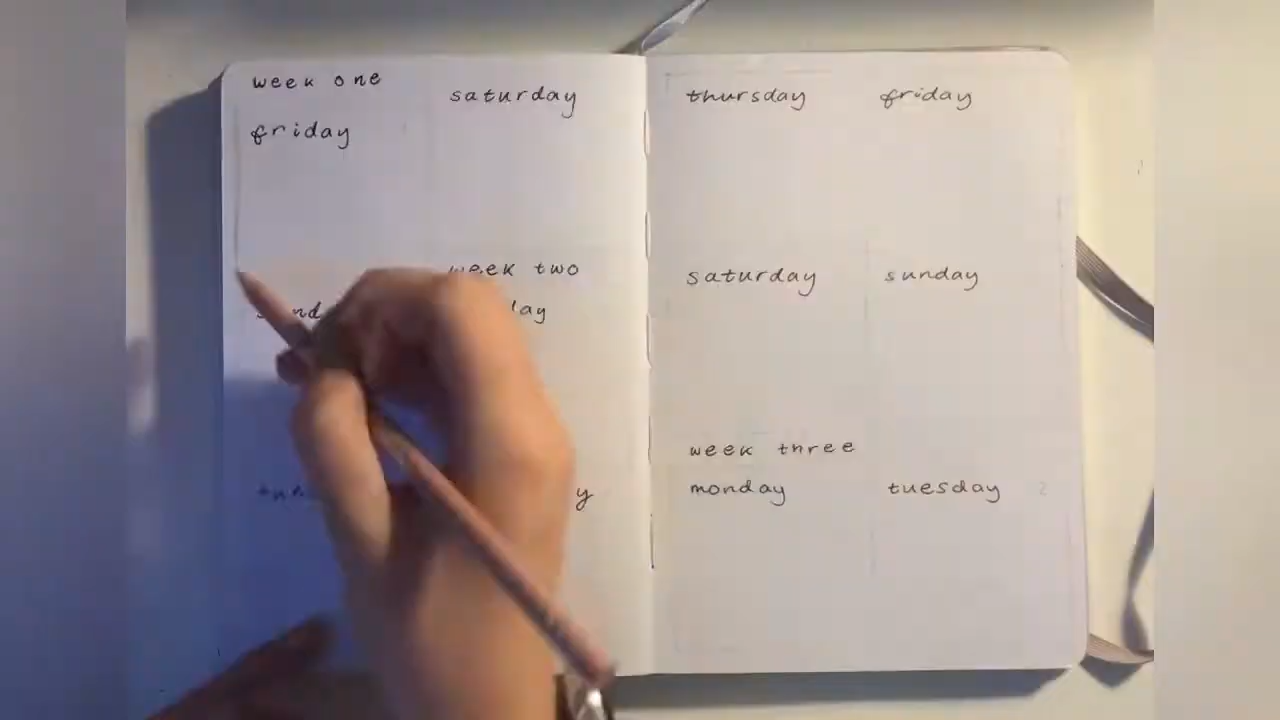 week one
friday
saturday
week two
thursday
friday
saturday
sunday
week three
monday
tuesday